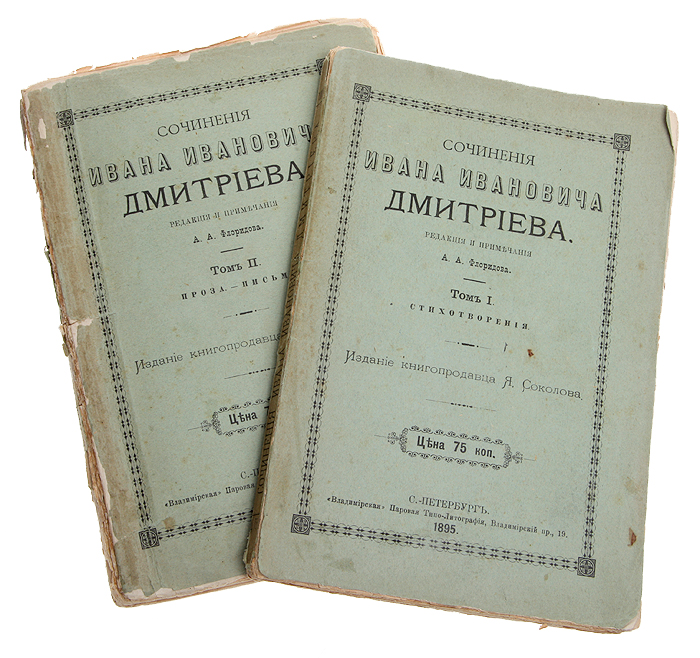 СОЧИНЕНІЯ
ИВАНА ИВАНОВИЧА
ДМИТРІЕВА.
РЕДАКЦІЯ И ПРИМѢЧАНІЯ
А. А. Флоридова.
Томъ II.
ПРОЗА. — ПИСЬМ
Изданіе книгопродавца
Цѣна 7
С.-П
«Владимірская» Паровая
СОЧИНЕНІЯ
ИВАНА ИВАНОВИЧА
ДМИТРІЕВА.
РЕДАКЦІЯ И ПРИМѢЧАНІЯ
А. А. Флоридова.
Томъ I.
СТИХОТВОРЕНІЯ.
Изданіе книгопродавца Я. Соколова.
Цѣна 75 коп.
С.-ПЕТЕРБУРГЪ.
«Владимірская» Паровая Типо-Литографія, Владимірскій пр., 19.
1895.